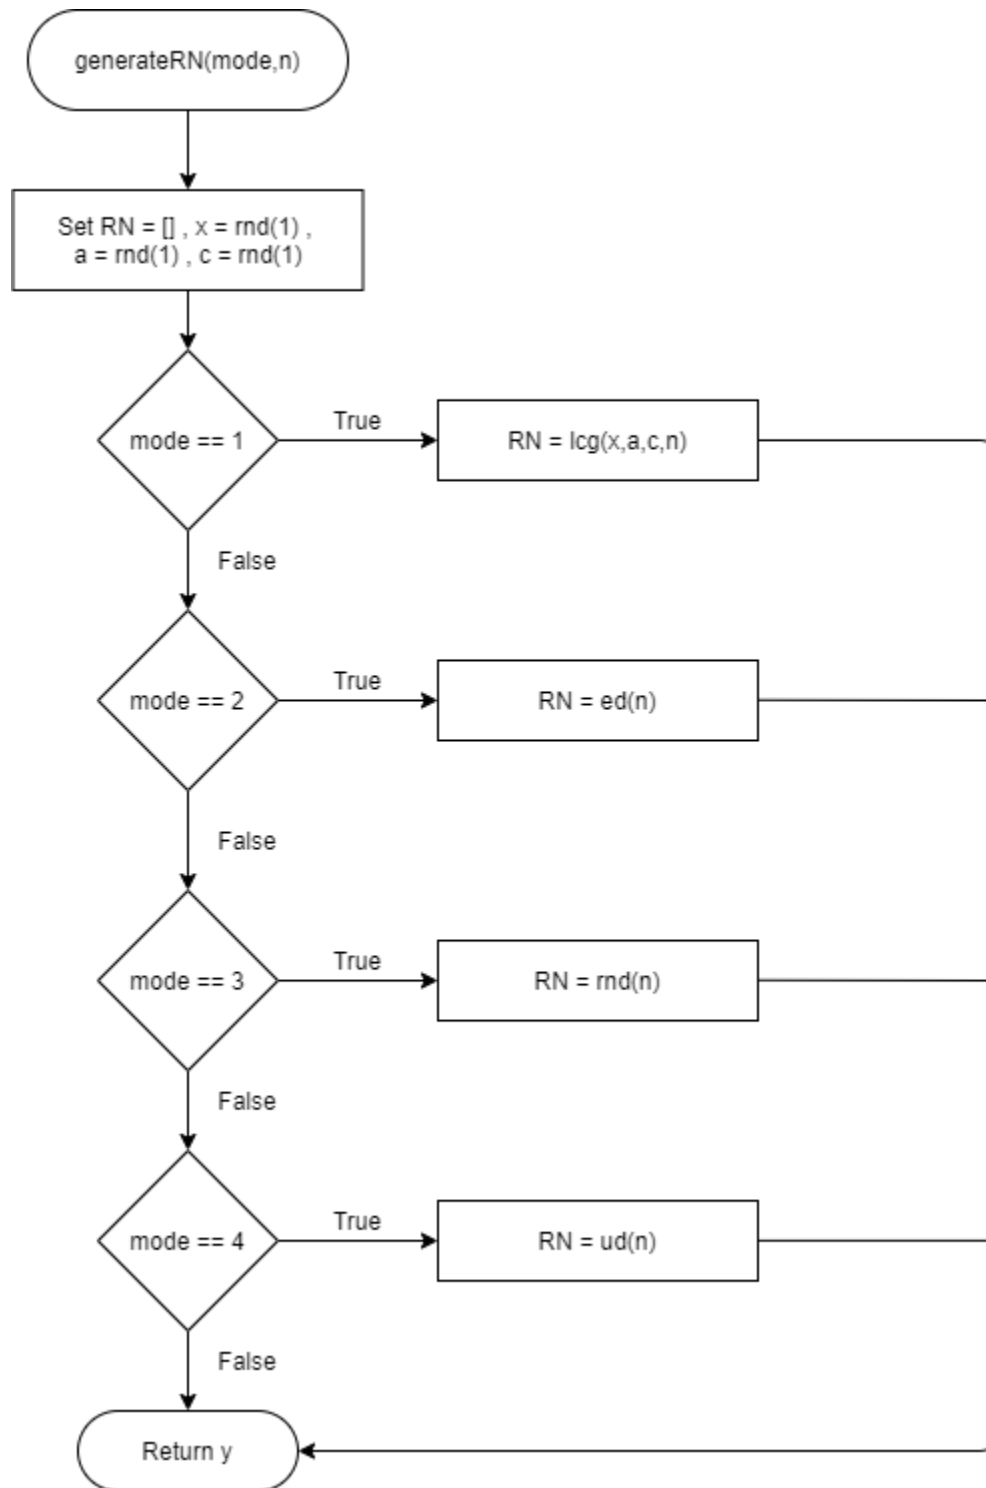 generateRN(mode,n)
Set RN = [] , x = rnd(1) ,
a = rnd(1) , c = rnd(1)
mode == 1
True
RN = lcg(x,a,c,n)
False
mode == 2
True
RN = ed(n)
False
mode == 3
True
RN = rnd(n)
False
mode == 4
True
RN = ud(n)
False
Return y